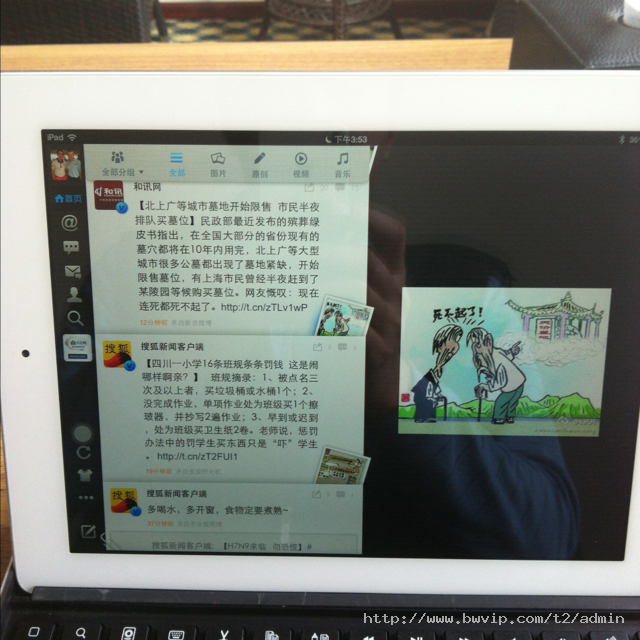 iPad
下午3:53
全部分组
全部
图片
原创
视频
音乐
首页
和讯
和讯网
【北上广等城市墓地开始限售 市民半夜
排队买墓位】民政部最近发布的殡葬绿
皮书指出，在全国大部分的省份现有的
墓穴都将在10年内用完，北上广等大型
城市很多公墓都出现了墓地紧缺，开始
限售墓位，有上海市民曾经半夜赶到了
某陵园等候购买墓位。网友慨叹：现在
连死都死不起了。http://t.cn/zTLv1wP
12分钟前
死不起了!
搜狐
搜狐新闻客户端
【四川一小学16条班规条条罚钱 这是闹
哪样啊亲？】 班规摘录：1、被点名三
次及以上者，买垃圾桶或水桶1个；2、
没完成作业，单项作业处为班级买1个擦
玻器，并抄写2遍作业；3、早到或迟到
，处为班级买卫生纸2卷。老师说，惩罚
办法中的罚学生买东西只是“吓”学生
。http://t.cn/zT2FUI1
搜狐
搜狐新闻客户端
多喝水，多开窗，食物定要煮熟~
搜狐新闻客户端：【H7N9来临 勿恐慌】#
http://www.bwvip.com/t2/admin